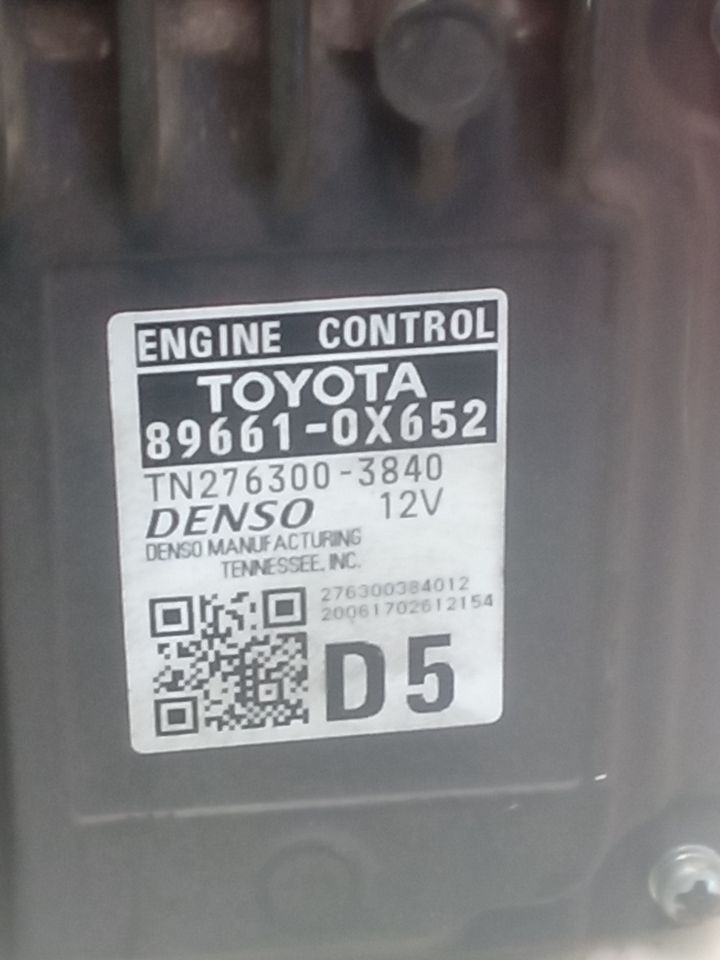 ENGINE CONTROL
TOYOTA
89661-0X652
TN276300-3840
DENSO 12V
DENSO MANUFACTURING
TENNESSEE, INC.
276300384012
20061702612154
D5